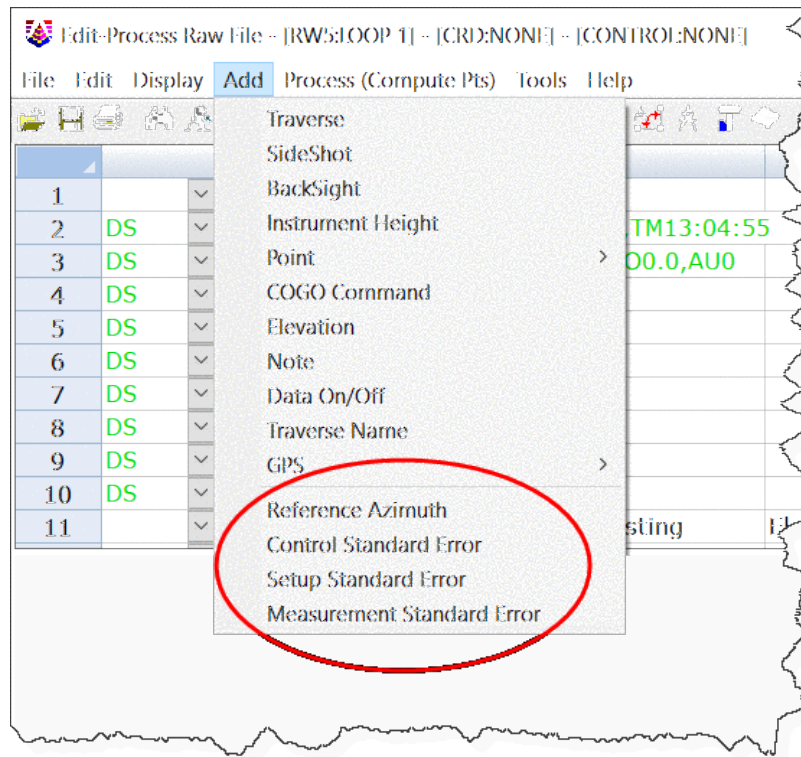 Edit-Process Raw File - [RW5:LOOP 1] - [CRD:NONE] - [CONTROL:NONE]
File Edit Display Add Process (Compute Pts) Tools Help
Traverse
SideShot
1 BackSight
2 DS Instrument Height ,TM13:04:55
3 DS Point O0.0,AU0
4 DS COGO Command
5 DS Elevation
6 DS Note
7 DS Data On/Off
8 DS Traverse Name
9 DS GPS
10 DS Reference Azimuth
11 Control Standard Error sting
Setup Standard Error
Measurement Standard Error